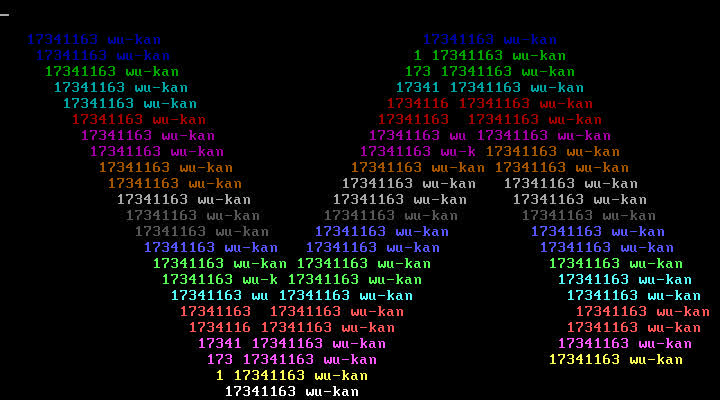 17341163 wu-kan 17341163 wu-kan
17341163 wu-kan 1 17341163 wu-kan
17341163 wu-kan 173 17341163 wu-kan
17341163 wu-kan 17341 17341163 wu-kan
17341163 wu-kan 1734116 17341163 wu-kan
17341163 wu-kan 17341163 17341163 wu-kan
17341163 wu-kan 17341163 wu 17341163 wu-kan
17341163 wu-kan 17341163 wu-k 17341163 wu-kan
17341163 wu-kan 17341163 wu-kan 17341163 wu-kan
17341163 wu-kan 17341163 wu-kan 17341163 wu-kan
17341163 wu-kan 17341163 wu-kan 17341163 wu-kan
17341163 wu-kan 17341163 wu-kan 17341163 wu-kan
17341163 wu-kan 17341163 wu-kan 17341163 wu-kan
17341163 wu-kan 17341163 wu-kan 17341163 wu-kan
17341163 wu-kan 17341163 wu-kan 17341163 wu-kan
17341163 wu-k 17341163 wu-kan 17341163 wu-kan
17341163 wu 17341163 wu-kan 17341163 wu-kan
17341163 17341163 wu-kan 17341163 wu-kan
1734116 17341163 wu-kan 17341163 wu-kan
17341 17341163 wu-kan 17341163 wu-kan
173 17341163 wu-kan 17341163 wu-kan
1 17341163 wu-kan
17341163 wu-kan